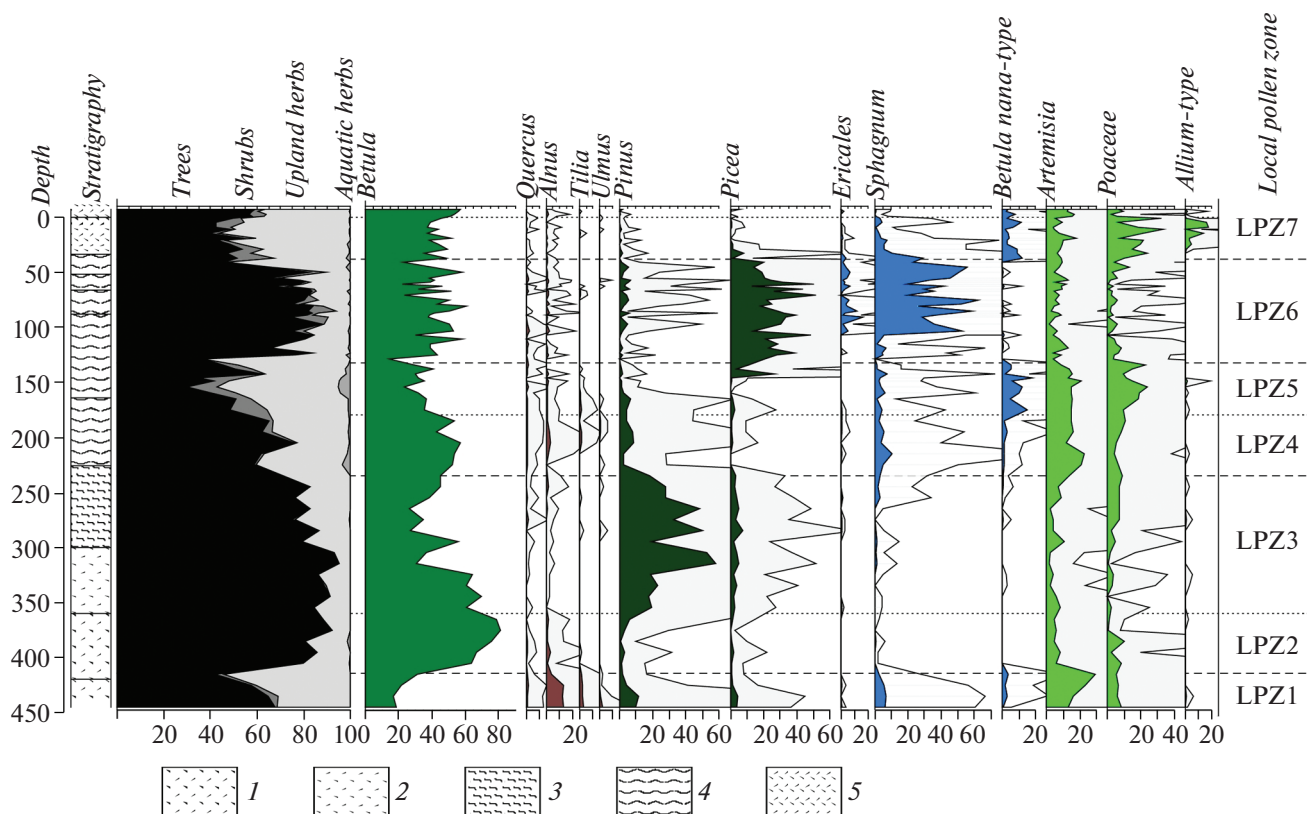 Depth
Stratigraphy
Trees
Shrubs
Upland herbs
Aquatic herbs
Betula
Quercus
Alnus
Tilia
Ulmus
Pinus
Picea
Ericales
Sphagnum
Betula nana-type
Artemisia
Poaceae
Allium-type
Local pollen zone
0
50
100
150
200
250
300
350
400
450
LPZ7
LPZ6
LPZ5
LPZ4
LPZ3
LPZ2
LPZ1
20 40 60 80 100 20 40 60 80 20 20 40 60 20 40 60 20 40 60 20 20 40 20
1 2 3 4 5